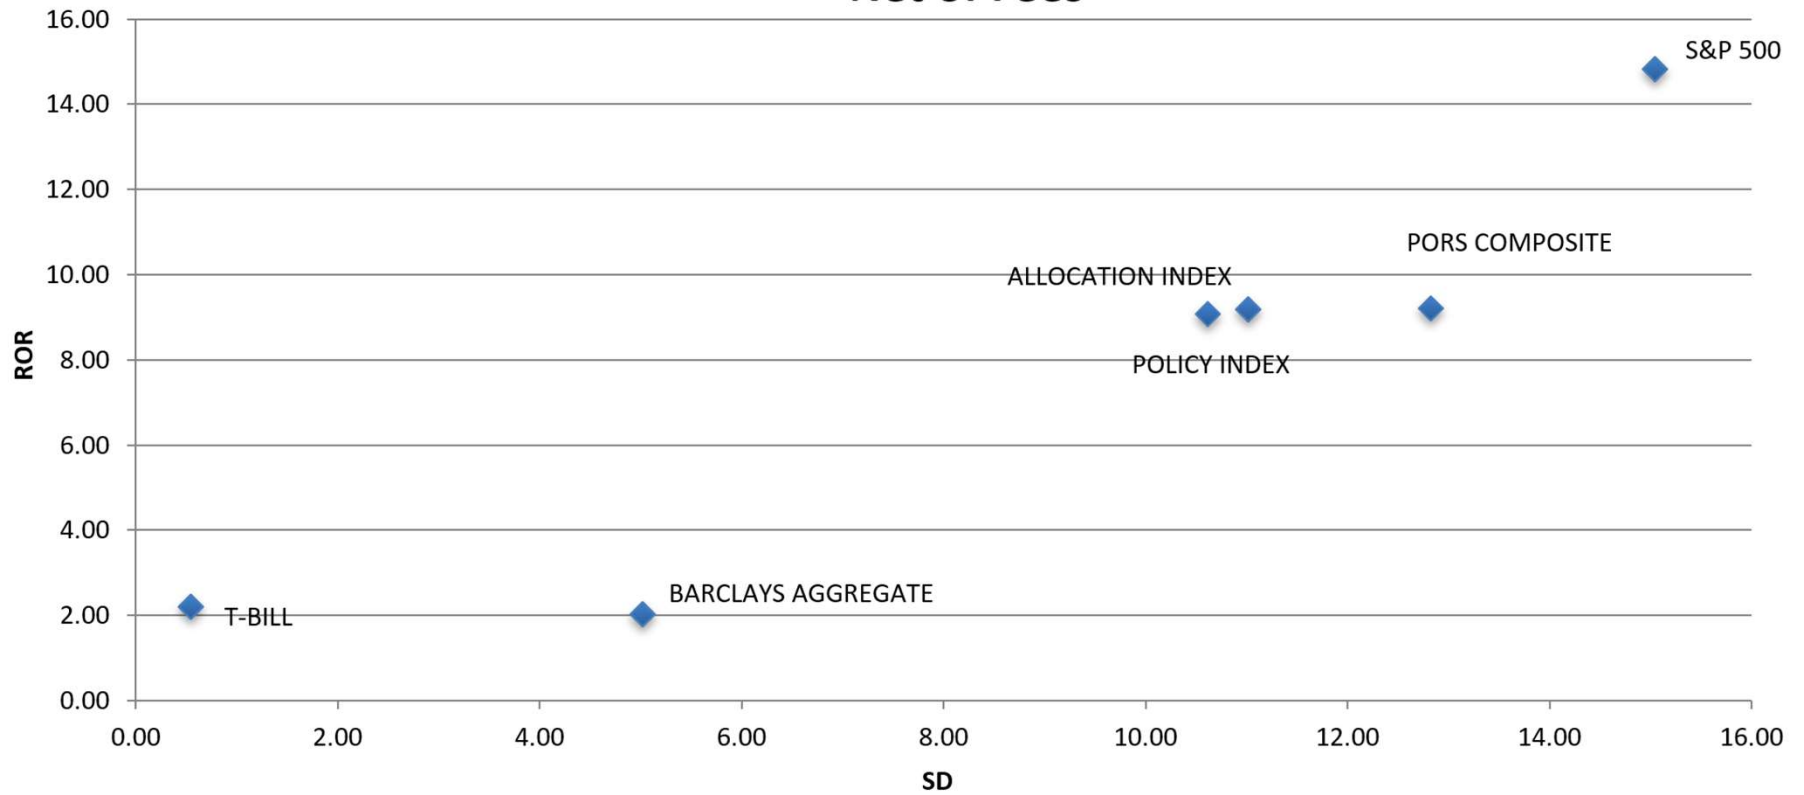 16.00
S&P 500
14.00
12.00
PORS COMPOSITE
10.00
ALLOCATION INDEX
ROR
8.00
POLICY INDEX
6.00
4.00
BARCLAYS AGGREGATE
2.00
T-BILL
0.00
0.00 2.00 4.00 6.00 8.00 10.00 12.00 14.00 16.00
SD